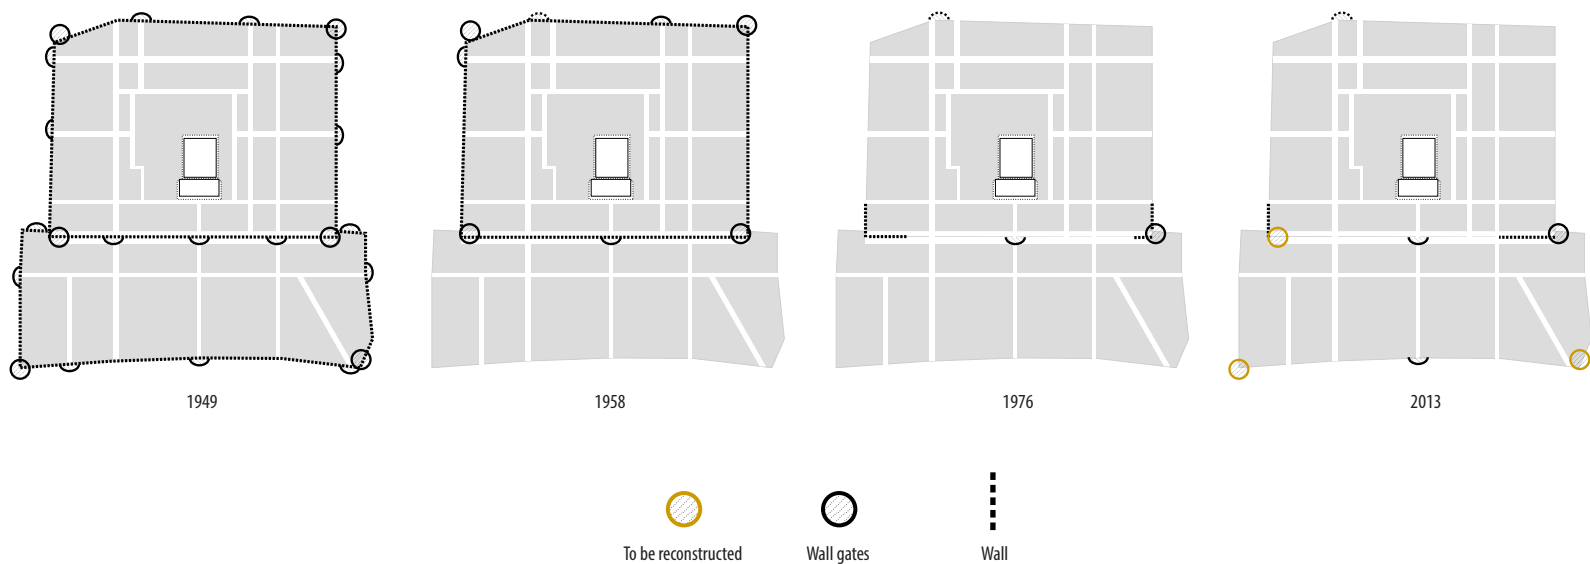 1949
1958
1976
2013
To be reconstructed
Wall gates
Wall